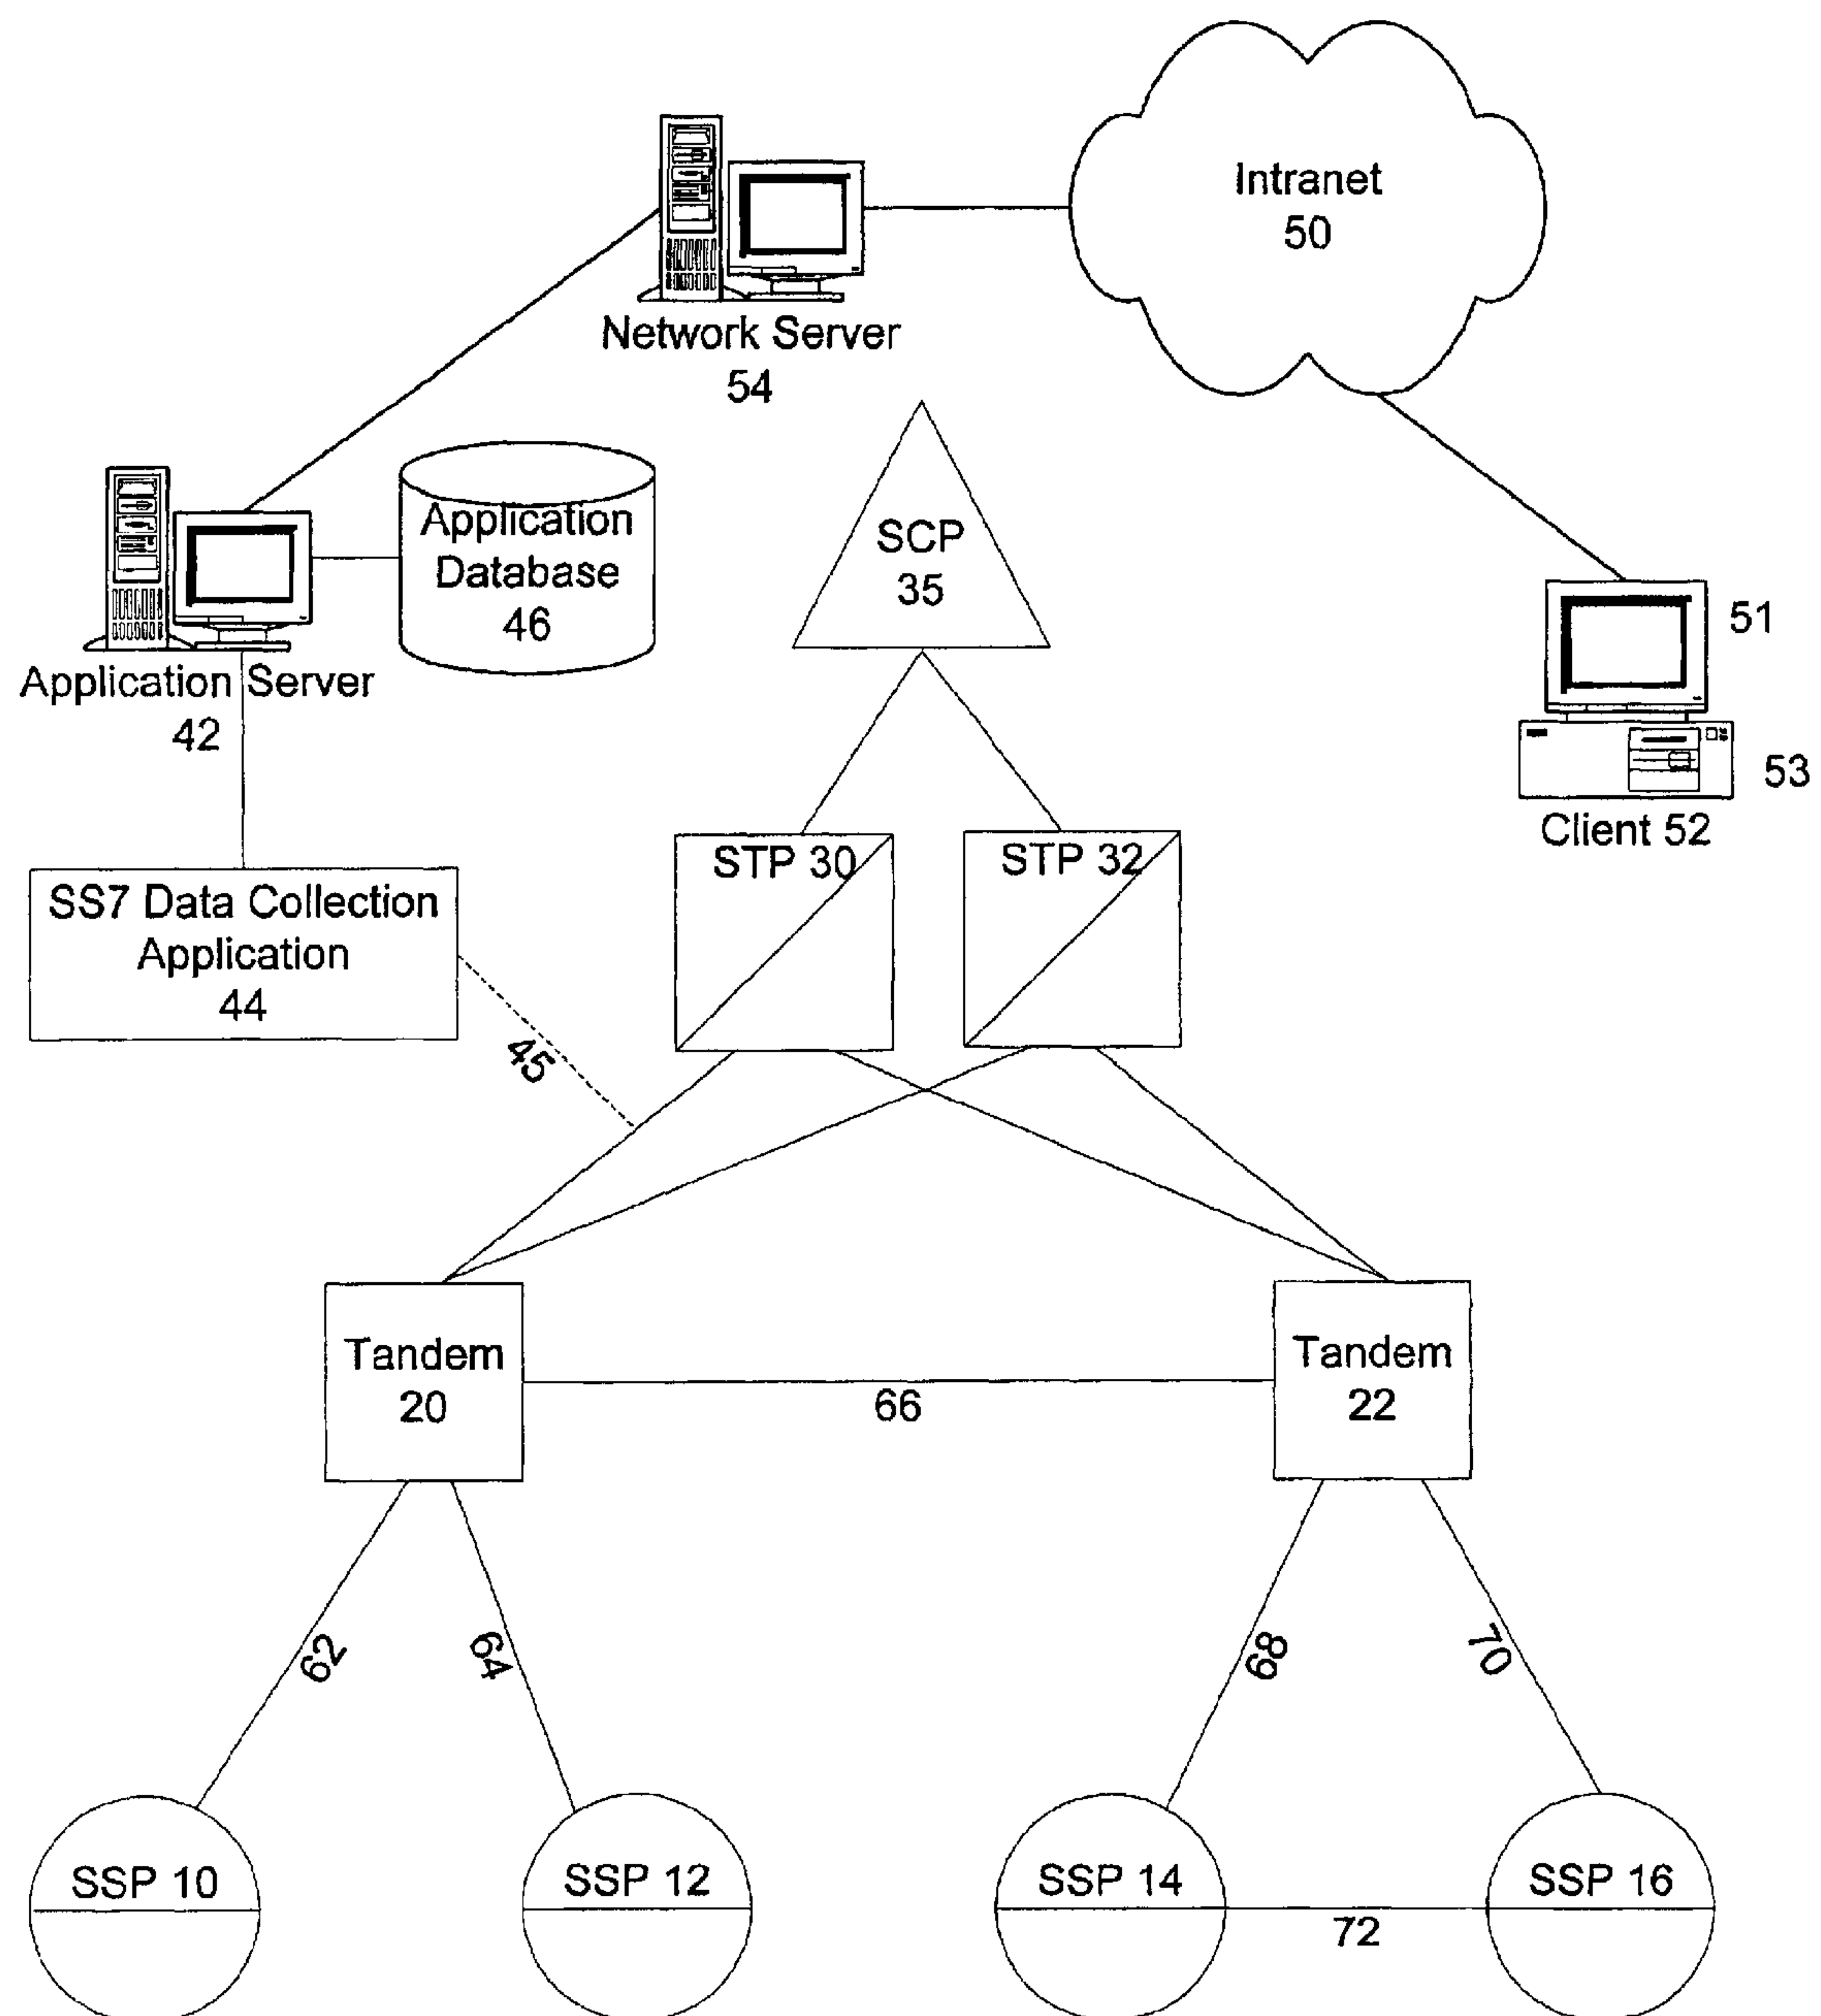 Intranet
50
Network Server
54
Application
Database
46
SCP
35
51
Application Server
42
53
Client 52
STP 30
STP 32
SS7 Data Collection
Application
44
45
Tandem
20
Tandem
22
66
62
64
68
70
SSP 10
SSP 12
SSP 14
SSP 16
72